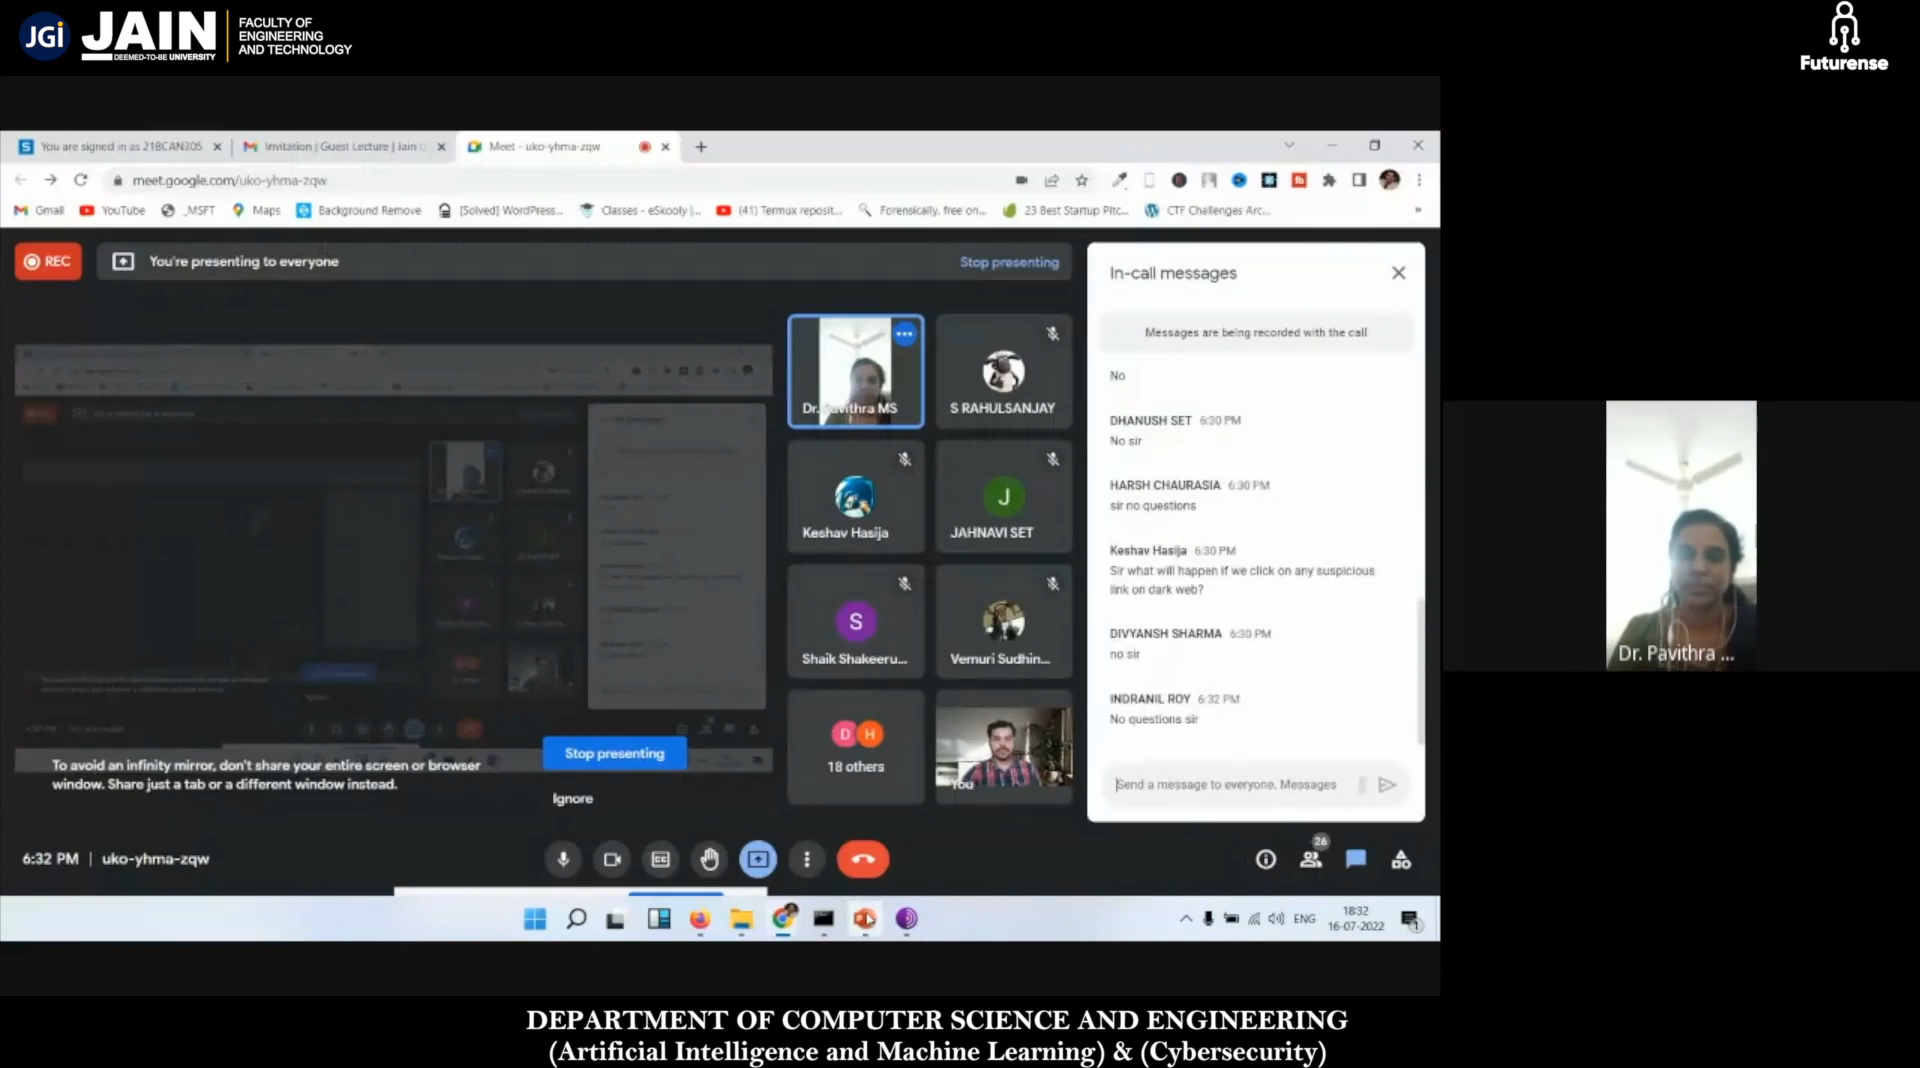 JGi JAIN DEEMED-TO-BE UNIVERSITY
FACULTY OF
ENGINEERING
AND TECHNOLOGY
Futurense
You are signed in as 21BCAN305
Invitation | Guest Lecture | Jain U
Meet - uko-yhma-zqw
meet.google.com/uko-yhma-zqw
Gmail
YouTube
_MSFT
Maps
Background Remove
[Solved] WordPress...
Classes - eSkooly |...
(41) Termux reposit...
Forensically, free on...
23 Best Startup Pitc...
CTF Challenges Arc...
REC
You're presenting to everyone
Stop presenting
Dr. Pavithra MS
S RAHULSANJAY
Keshav Hasija
J
JAHNAVI SET
S
Shaik Shakeeru...
Vemuri Sudhin...
D H
18 others
You
To avoid an infinity mirror, don't share your entire screen or browser
window. Share just a tab or a different window instead.
Stop presenting
Ignore
In-call messages
Messages are being recorded with the call
No
DHANUSH SET 6:30 PM
No sir
HARSH CHAURASIA 6:30 PM
sir no questions
Keshav Hasija 6:30 PM
Sir what will happen if we click on any suspicious
link on dark web?
DIVYANSH SHARMA 6:30 PM
no sir
INDRANIL ROY 6:32 PM
No questions sir
Send a message to everyone. Messages
6:32 PM | uko-yhma-zqw
CC
26
ENG
18:32
16-07-2022
1
Dr. Pavithra ...
DEPARTMENT OF COMPUTER SCIENCE AND ENGINEERING
(Artificial Intelligence and Machine Learning) & (Cybersecurity)